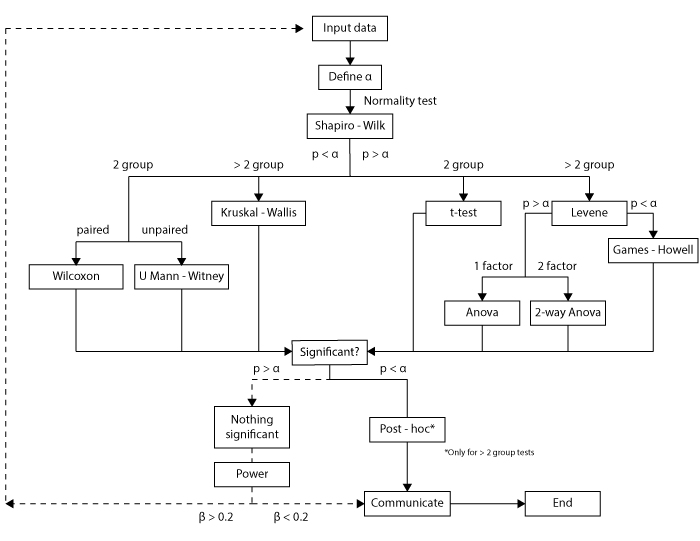 Input data
Define α
Normality test
Shapiro - Wilk
p < α
p > α
2 group
> 2 group
2 group
> 2 group
Kruskal - Wallis
t-test
p > α
Levene
p < α
paired
unpaired
Games - Howell
Wilcoxon
U Mann - Witney
1 factor
2 factor
Anova
2-way Anova
Significant?
p > α
p < α
Nothing
significant
Post - hoc*
*Only for > 2 group tests
Power
Communicate
End
β > 0.2
β < 0.2